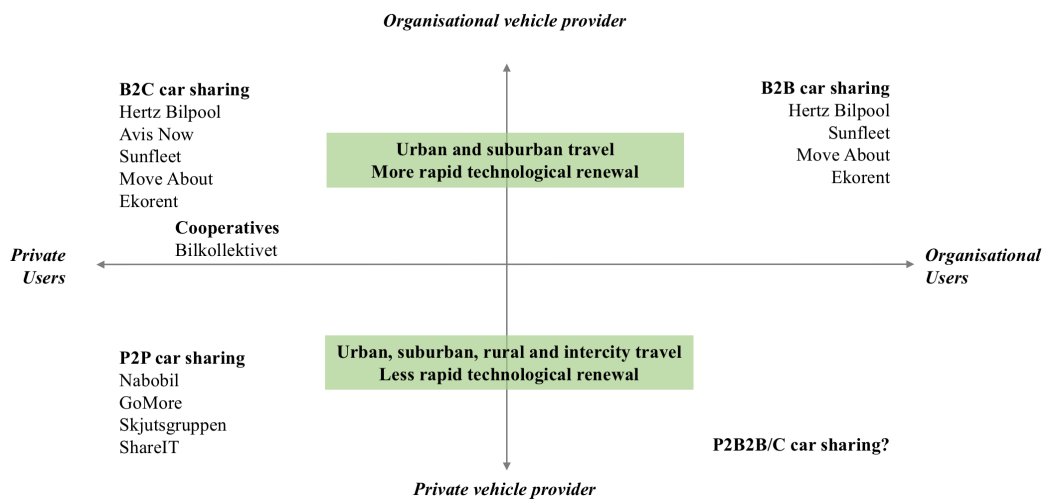 Organisational vehicle provider
B2C car sharing
Hertz Bilpool
Avis Now
Sunfleet
Move About
Ekorent
B2B car sharing
Hertz Bilpool
Sunfleet
Move About
Ekorent
Urban and suburban travel
More rapid technological renewal
Cooperatives
Bilkollektivet
Private
Users
Organisational
Users
P2P car sharing
Nabobil
GoMore
Skjutsgruppen
ShareIT
Urban, suburban, rural and intercity travel
Less rapid technological renewal
P2B2B/C car sharing?
Private vehicle provider